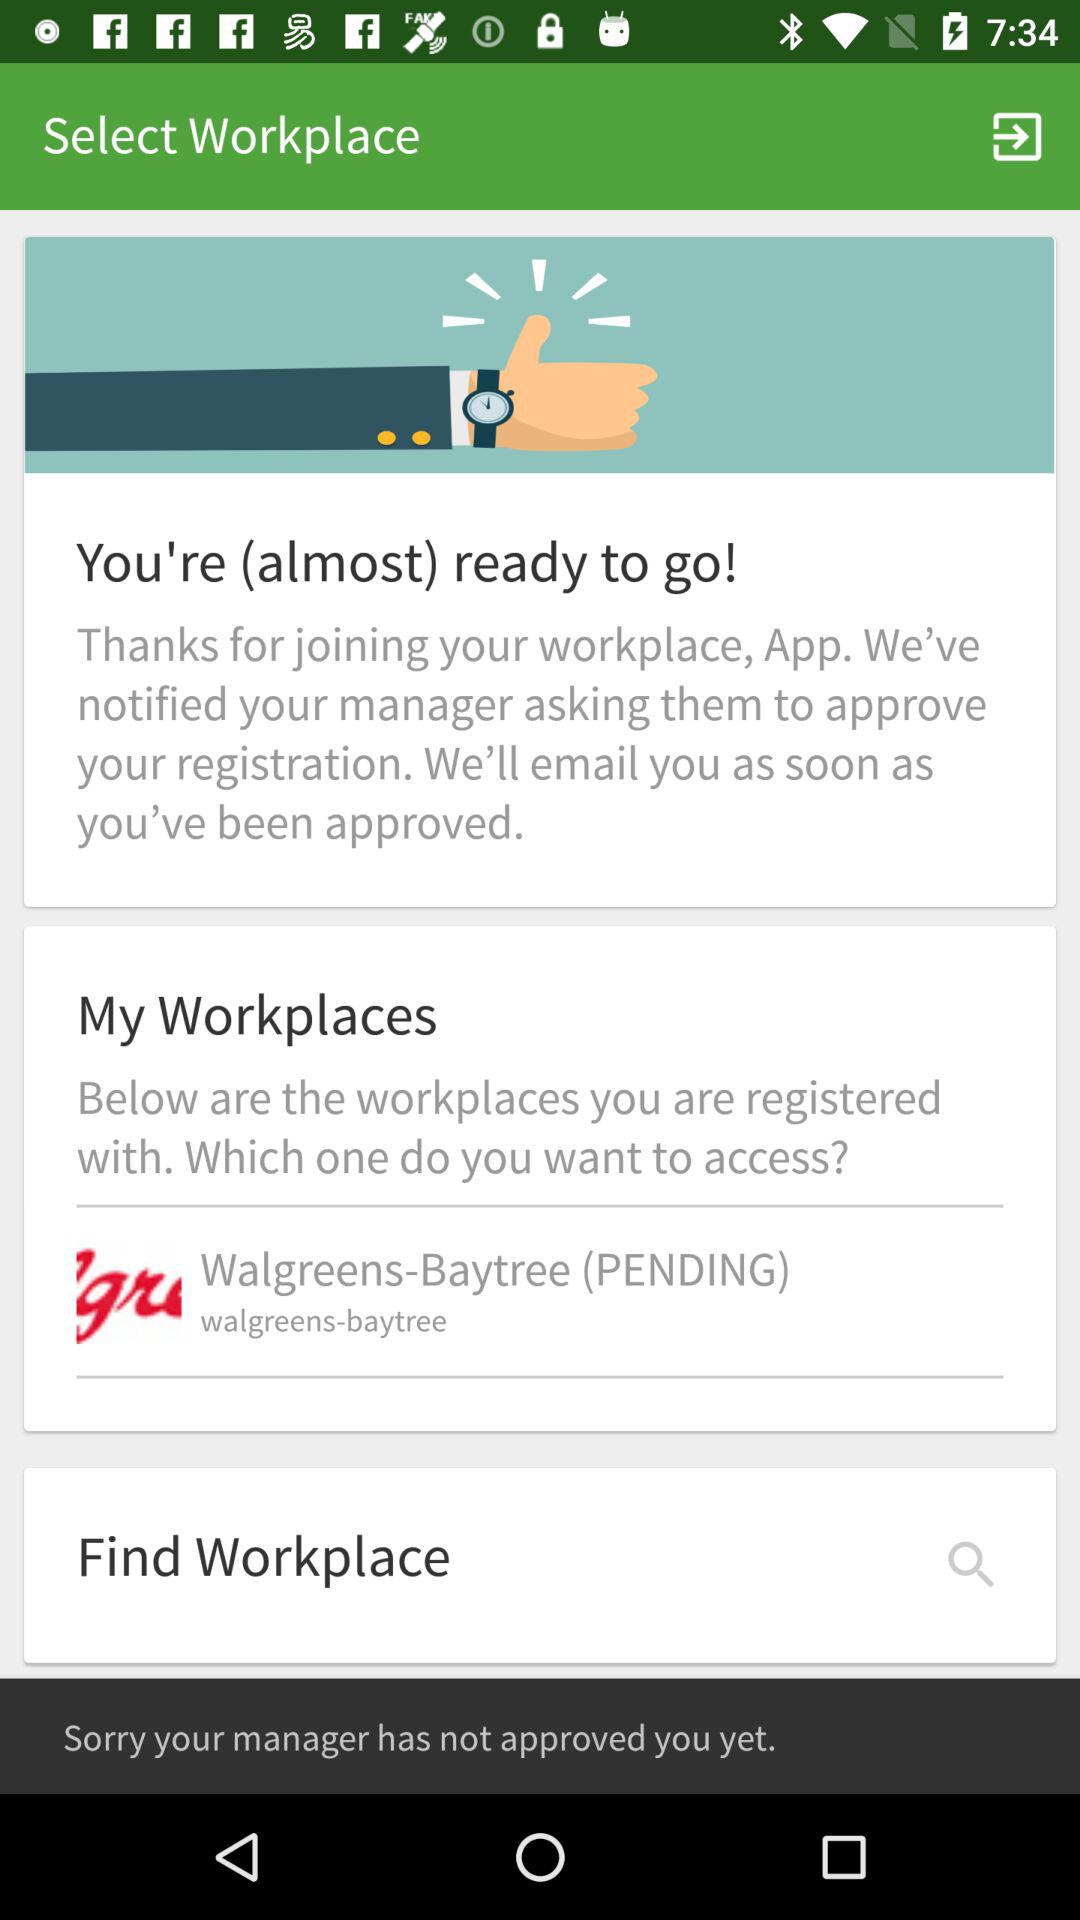 FAKE
7:34
Select Workplace
You're (almost) ready to go!
Thanks for joining your workplace, App. We’ve
notified your manager asking them to approve
your registration. We’ll email you as soon as
you’ve been approved.
My Workplaces
Below are the workplaces you are registered
with. Which one do you want to access?
Walgreens-Baytree (PENDING)
walgreens-baytree
Find Workplace
Sorry your manager has not approved you yet.